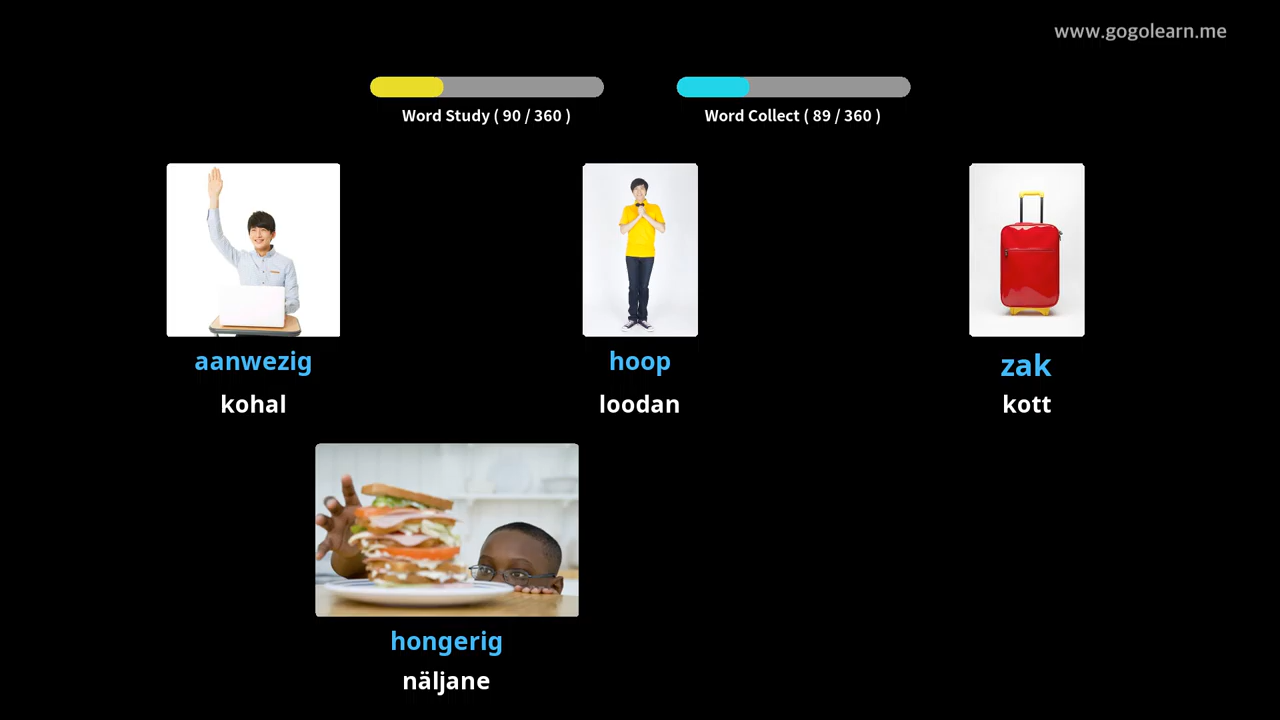 www.gogolearn.me
Word Study ( 90 / 360 )
Word Collect ( 89 / 360 )
aanwezig
kohal
hoop
loodan
zak
kott
hongerig
näljane